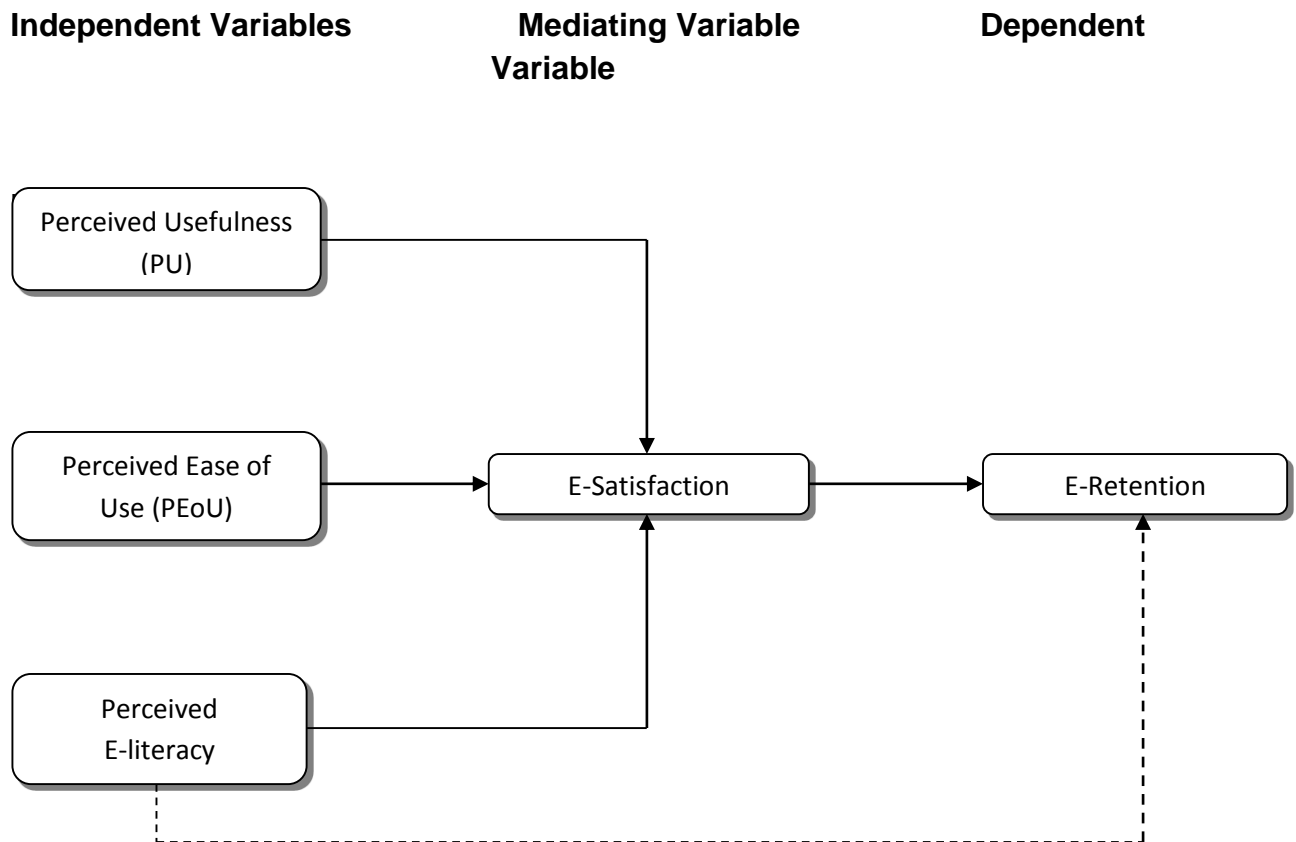 Independent Variables Mediating Variable Dependent
Variable
Perceived Usefulness
(PU)
Perceived Ease of
Use (PEoU)
E-Satisfaction
E-Retention
Perceived
E-literacy